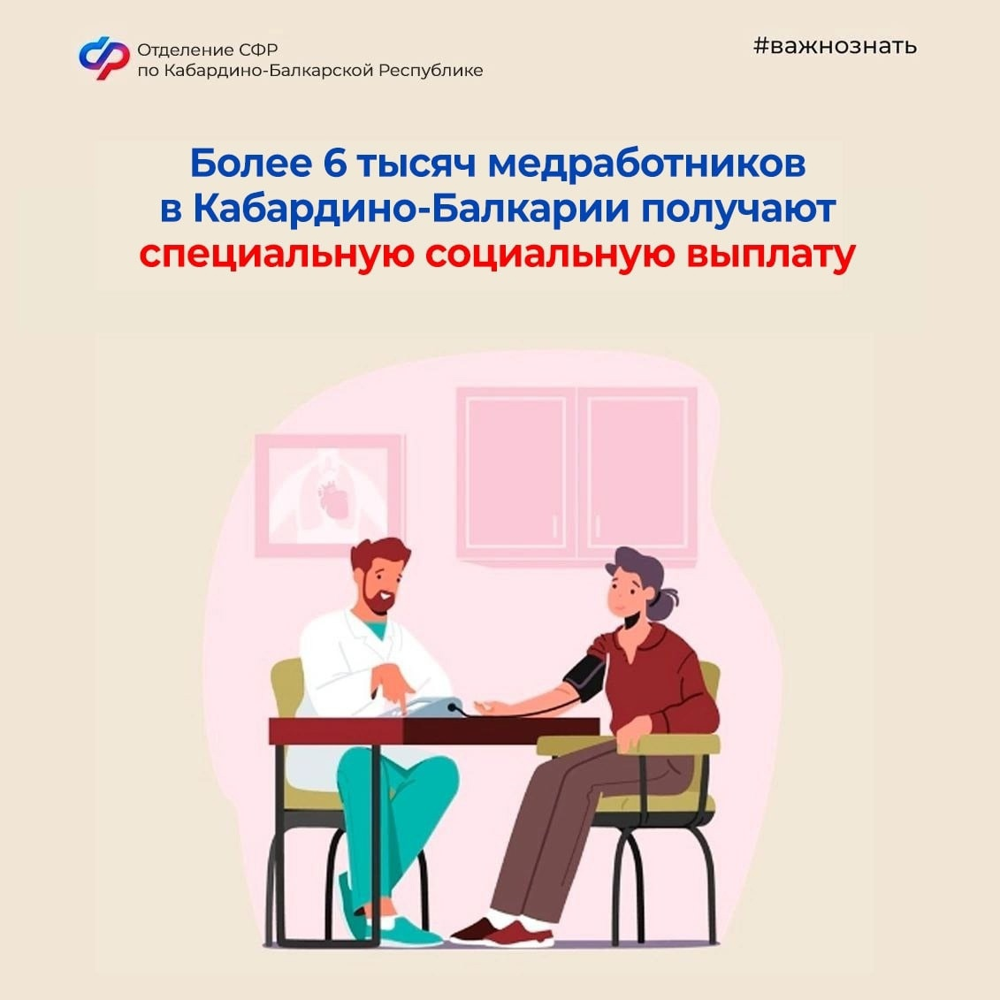 Отделение СФР
по Кабардино-Балкарской Республике
#важнознать
Более 6 тысяч медработников
в Кабардино-Балкарии получают
специальную социальную выплату